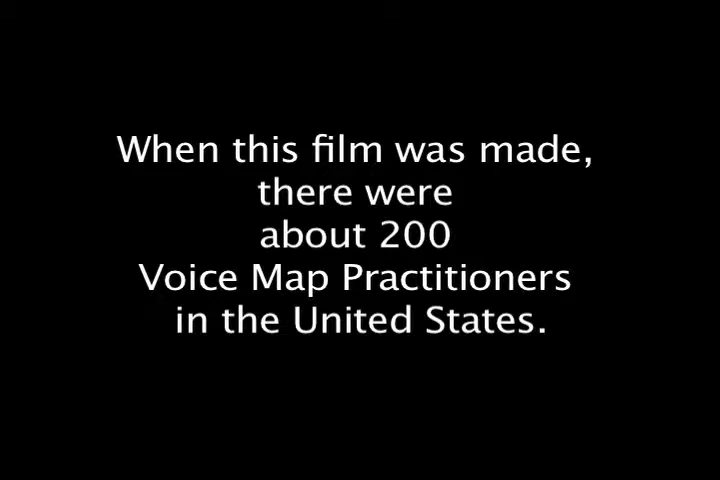 When this film was made,
there were
about 200
Voice Map Practitioners
in the United States.